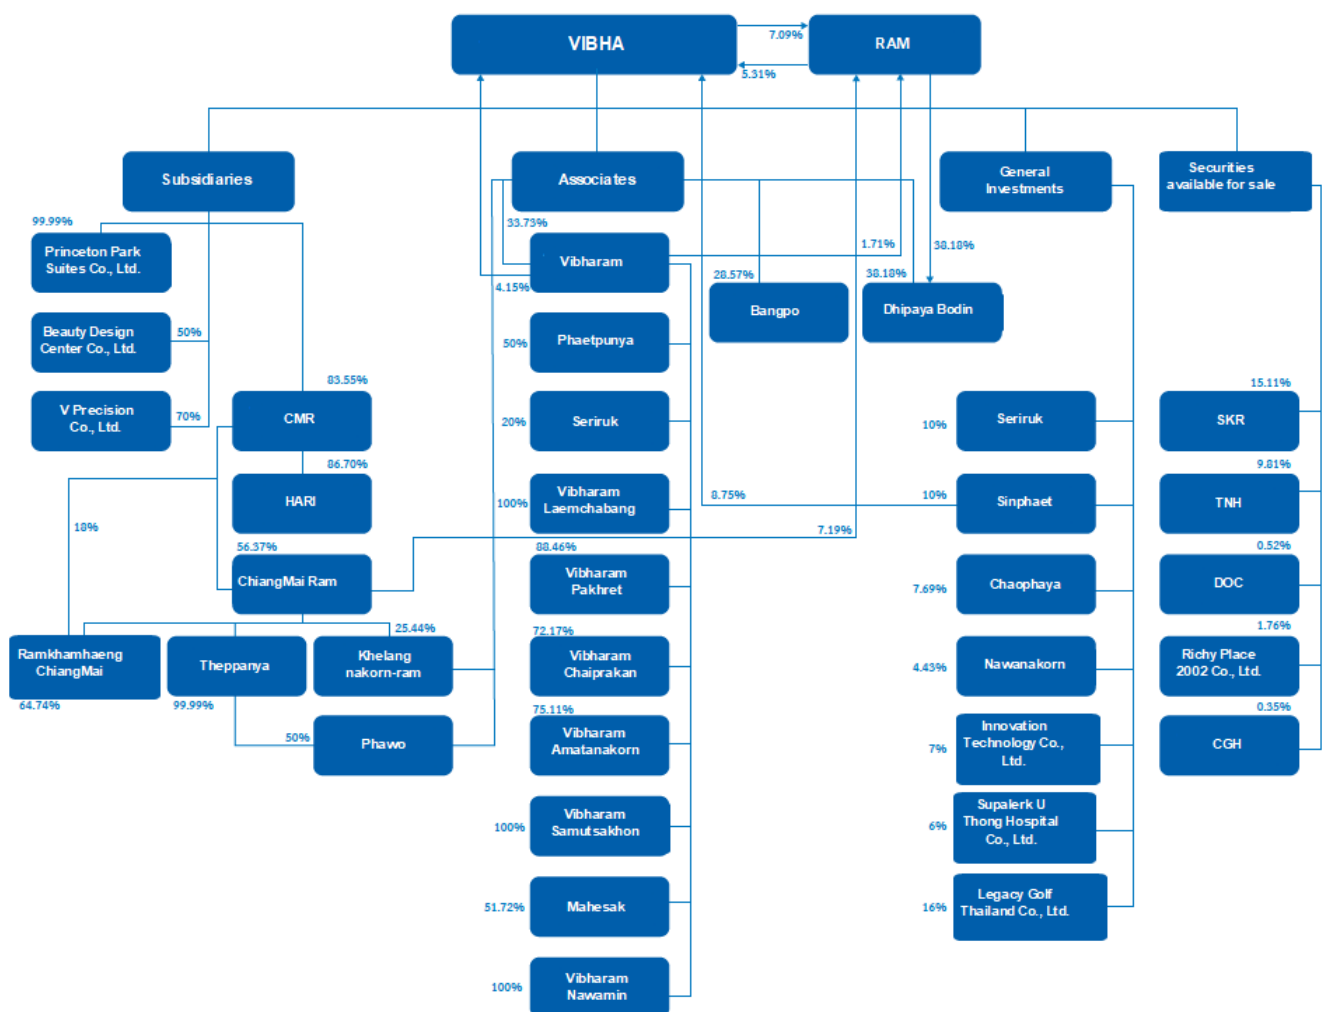 VIBHA
7.09%
RAM
5.31%
Subsidiaries
Associates
General
Investments
Securities
available for sale
99.99%
33.73%
1.71%
38.18%
Princeton Park
Suites Co., Ltd.
Vibharam
4.15%
28.57%
38.18%
Bangpo
Dhipaya Bodin
Beauty Design
Center Co., Ltd.
50%
50%
Phaetpunya
83.55%
15.11%
V Precision
Co., Ltd.
70%
CMR
20%
Seriruk
10%
Seriruk
SKR
86.70%
9.81%
HARI
100%
Vibharam
Laemchabang
8.75%
10%
Sinphaet
TNH
18%
7.19%
56.37%
88.46%
0.52%
ChiangMai Ram
Vibharam
Pakhret
7.69%
Chaophaya
DOC
25.44%
72.17%
1.76%
Ramkhamhaeng
ChiangMai
Theppanya
Khelang
nakorn-ram
Vibharam
Chaiprakan
4.43%
Nawanakorn
Richy Place
2002 Co., Ltd.
64.74%
99.99%
75.11%
0.35%
50%
Phawo
Vibharam
Amatanakorn
7%
Innovation
Technology Co.,
Ltd.
CGH
100%
Vibharam
Samutsakhon
6%
Supalerk U
Thong Hospital
Co., Ltd.
51.72%
Mahesak
16%
Legacy Golf
Thailand Co., Ltd.
100%
Vibharam
Nawamin